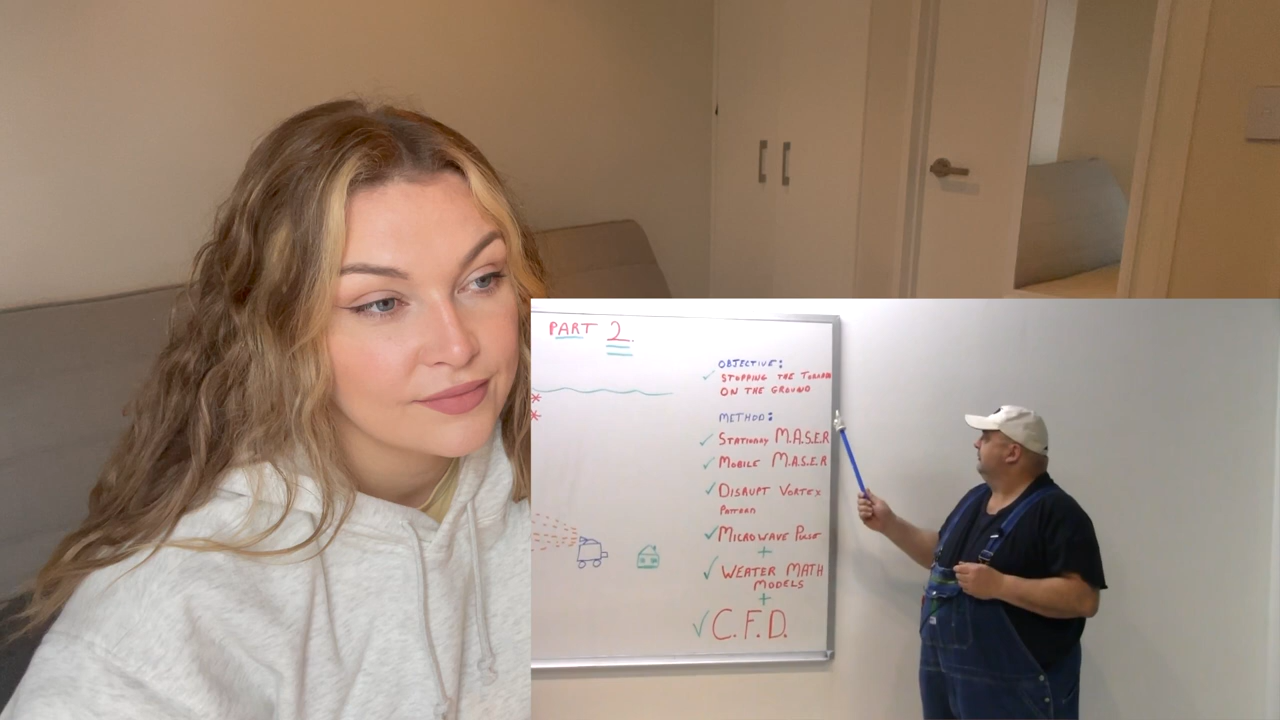 PART 2.
OBJECTIVE:
STOPPING THE TORNADO
ON THE GROUND
METHOD:
STATIONARY M.A.S.E.R
MOBILE M.A.S.E.R
DISRUPT VORTEX
PATTERN
MICROWAVE PULSE
+
WEATER MATH
MODELS
+
C.F.D.